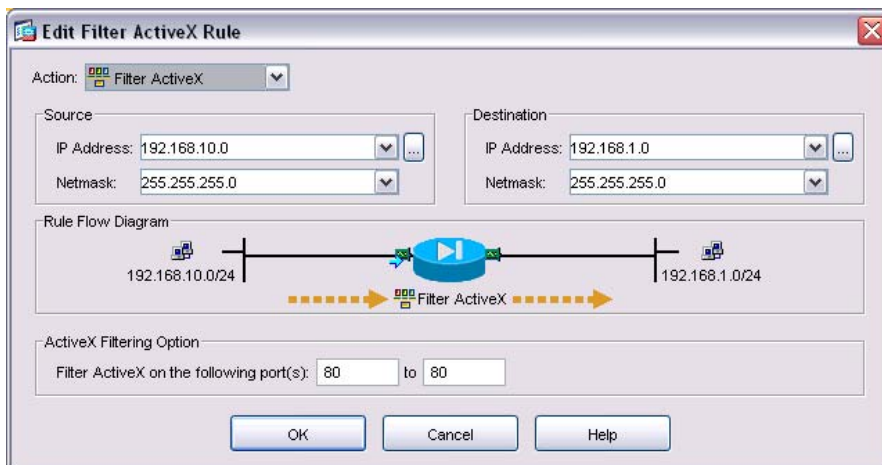 Edit Filter ActiveX Rule
Action: Filter ActiveX
Source
IP Address: 192.168.10.0 ...
Netmask: 255.255.255.0
Destination
IP Address: 192.168.1.0 ...
Netmask: 255.255.255.0
Rule Flow Diagram
192.168.10.0/24
Filter ActiveX
192.168.1.0/24
ActiveX Filtering Option
Filter ActiveX on the following port(s): 80 to 80
OK Cancel Help